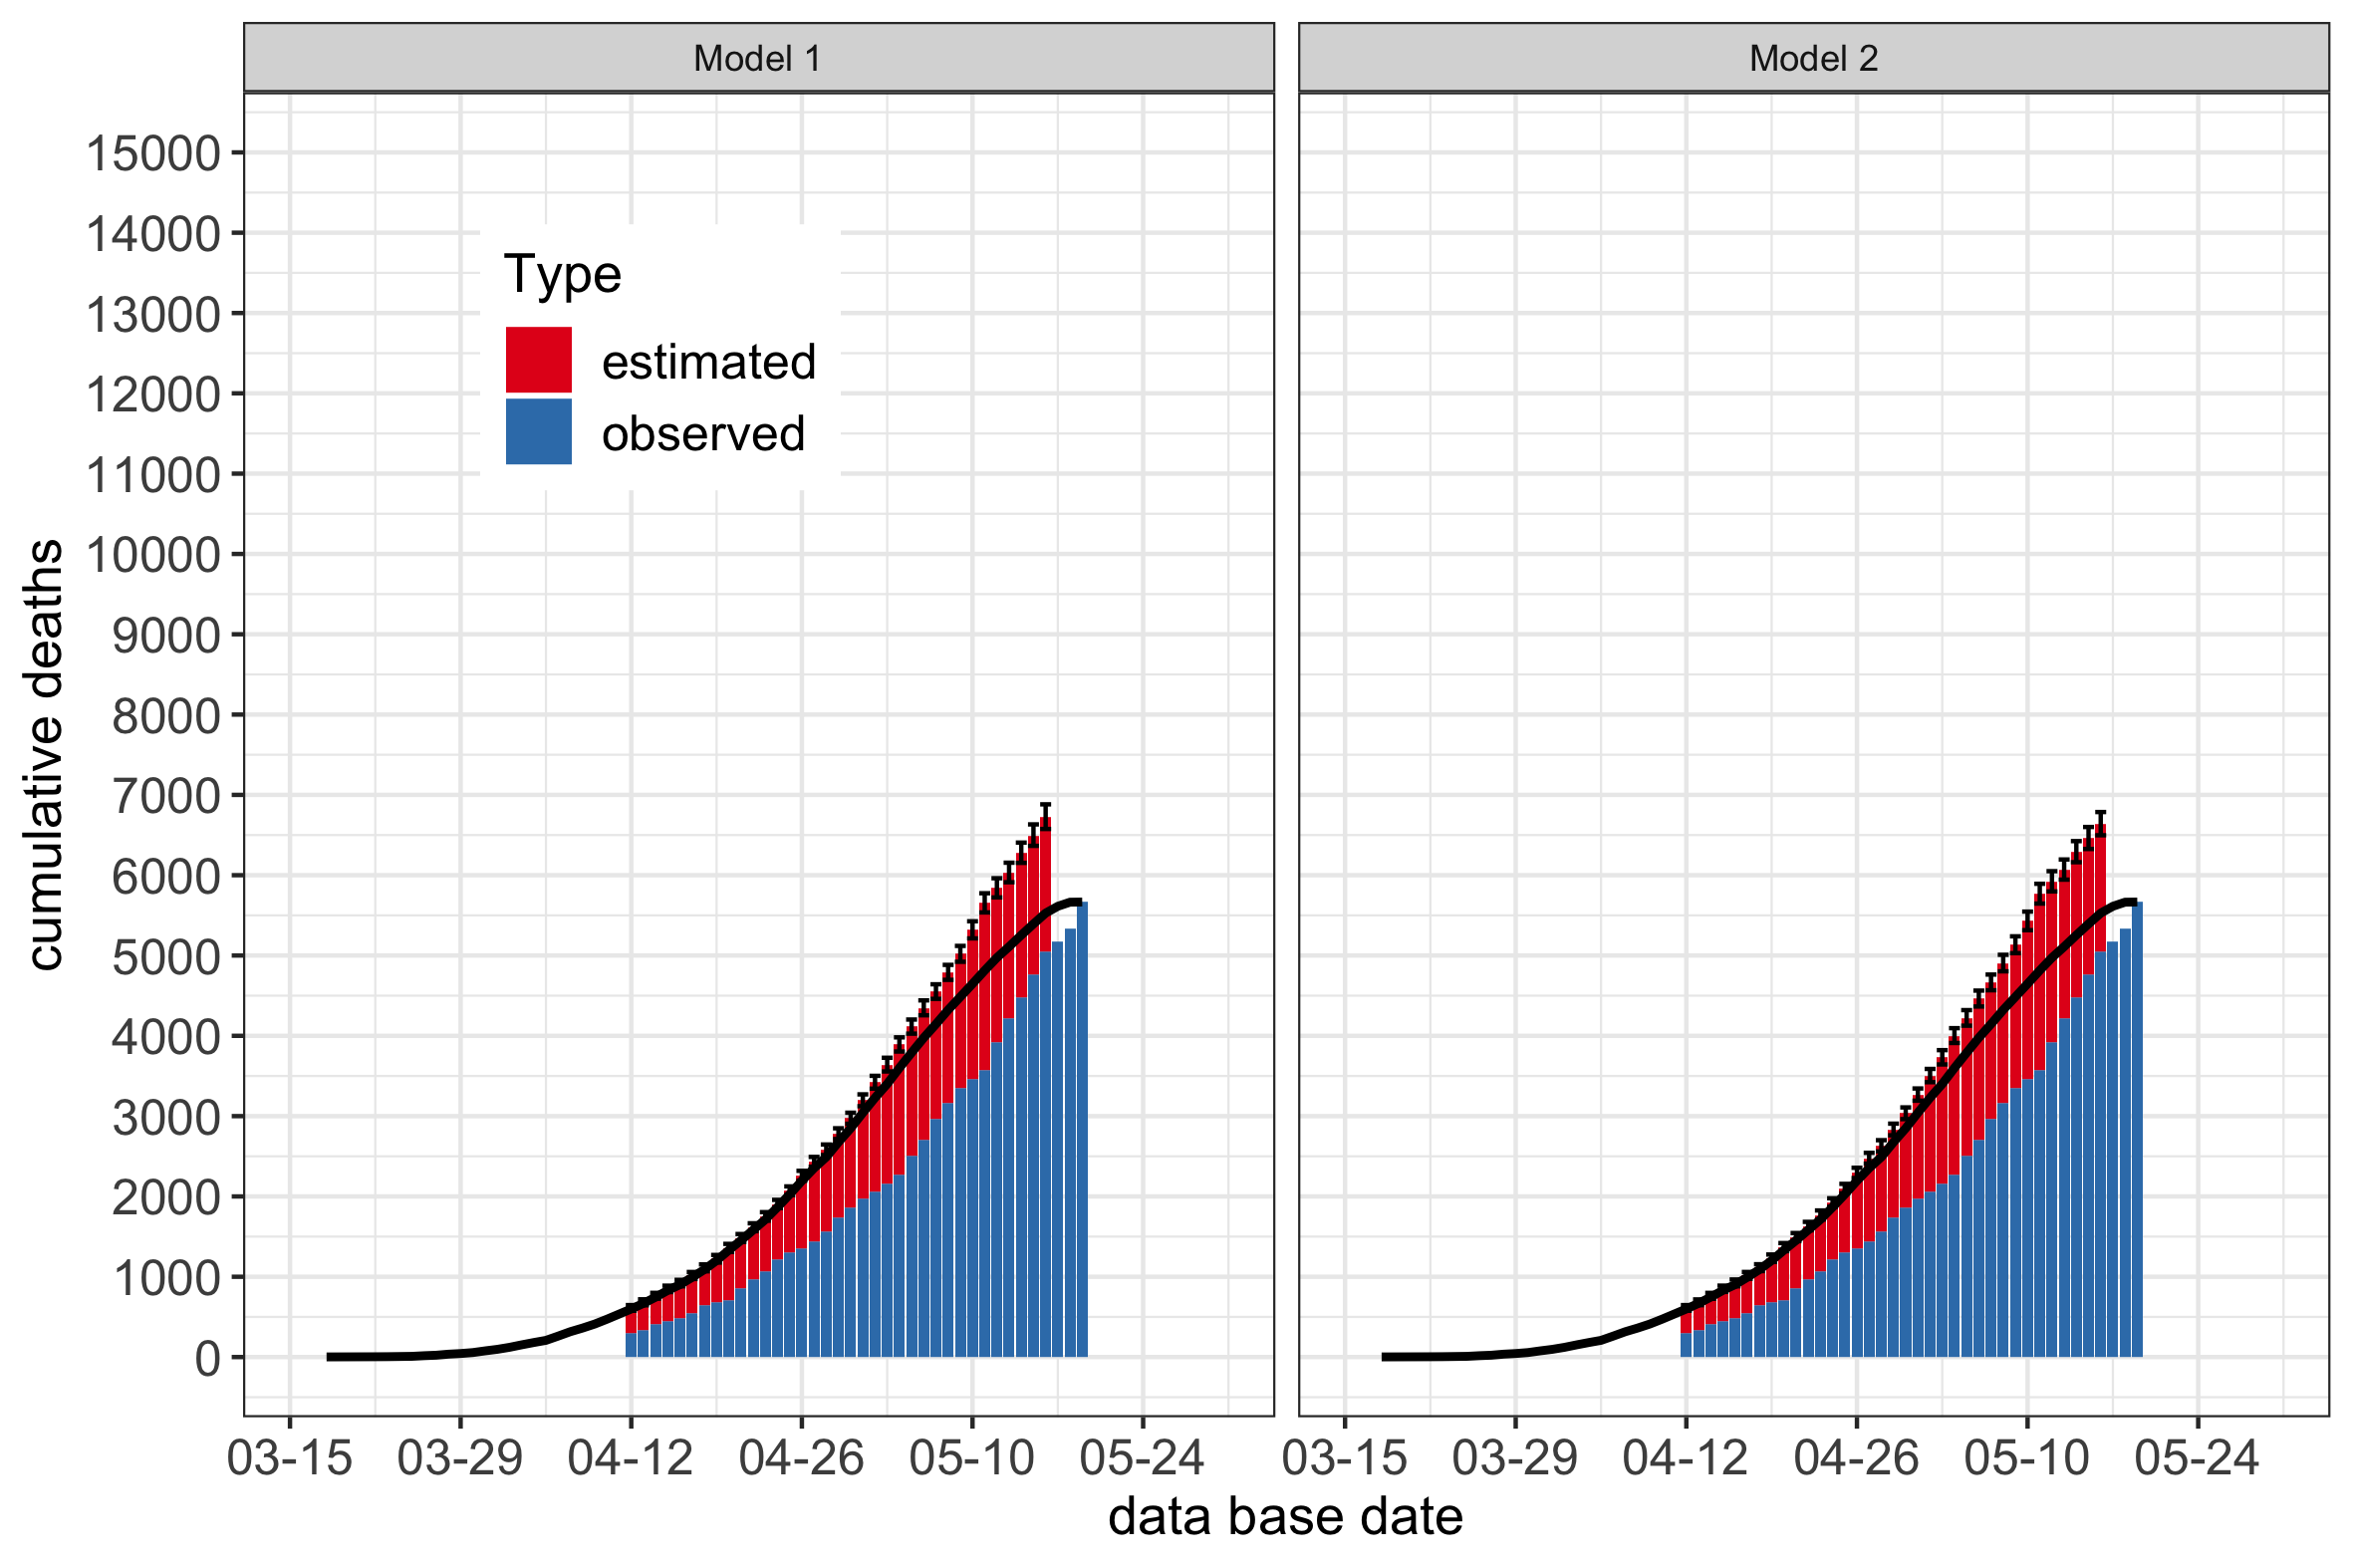 Model 1
Model 2
15000
14000
13000
12000
11000
10000
9000
8000
7000
6000
5000
4000
3000
2000
1000
0
cumulative deaths
Type
estimated
observed
03-15 03-29 04-12 04-26 05-10 05-24
03-15 03-29 04-12 04-26 05-10 05-24
data base date